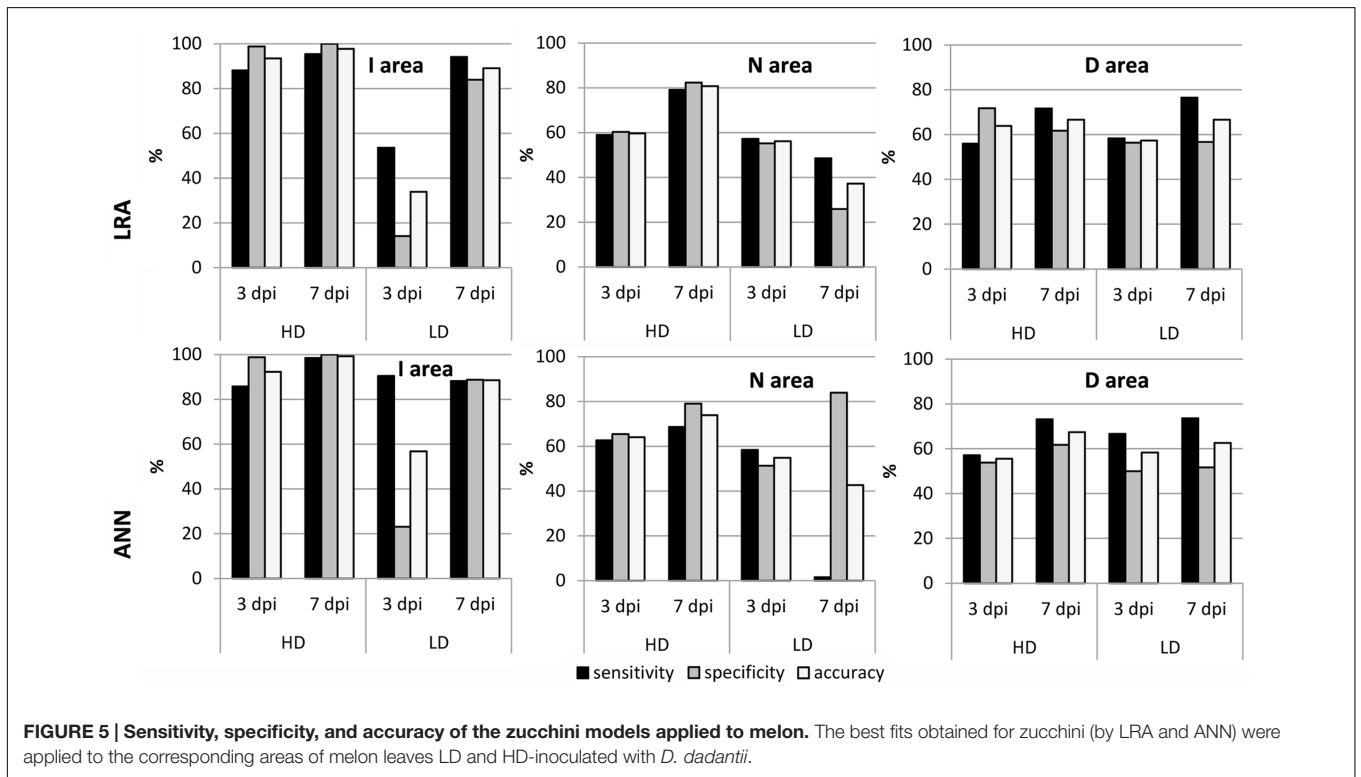 100
80
60
40
20
0
%
I area
3 dpi 7 dpi 3 dpi 7 dpi
HD LD
100
80
60
40
20
0
%
N area
3 dpi 7 dpi 3 dpi 7 dpi
HD LD
100
80
60
40
20
0
%
D area
3 dpi 7 dpi 3 dpi 7 dpi
HD LD
LRA
100
80
60
40
20
0
%
I area
3 dpi 7 dpi 3 dpi 7 dpi
HD LD
100
80
60
40
20
0
%
N area
3 dpi 7 dpi 3 dpi 7 dpi
HD LD
100
80
60
40
20
0
%
D area
3 dpi 7 dpi 3 dpi 7 dpi
HD LD
ANN
sensitivity specificity accuracy
FIGURE 5 | Sensitivity, specificity, and accuracy of the zucchini models applied to melon. The best fits obtained for zucchini (by LRA and ANN) were
applied to the corresponding areas of melon leaves LD and HD-inoculated with D. dadantii.